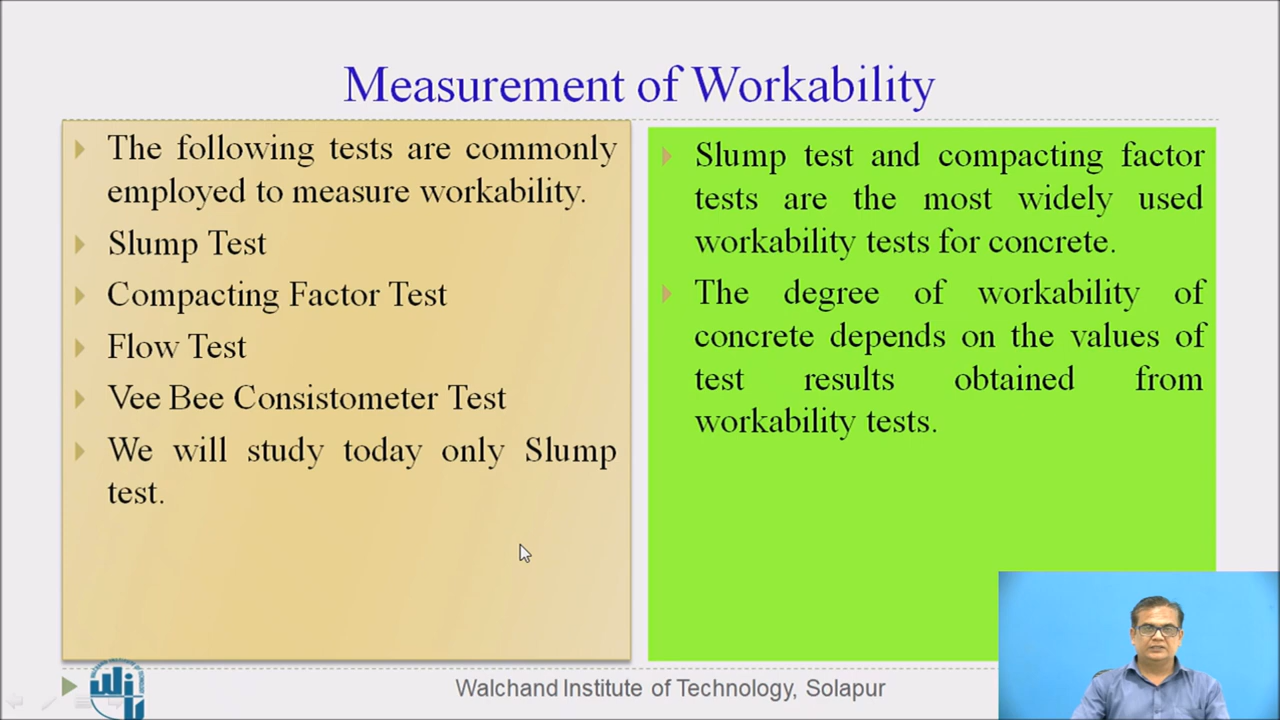 Measurement of Workability
The following tests are commonly
employed to measure workability.
Slump Test
Compacting Factor Test
Flow Test
Vee Bee Consistometer Test
We will study today only Slump
test.
Slump test and compacting factor
tests are the most widely used
workability tests for concrete.
The degree of workability of
concrete depends on the values of
test results obtained from
workability tests.
Walchand Institute of Technology, Solapur